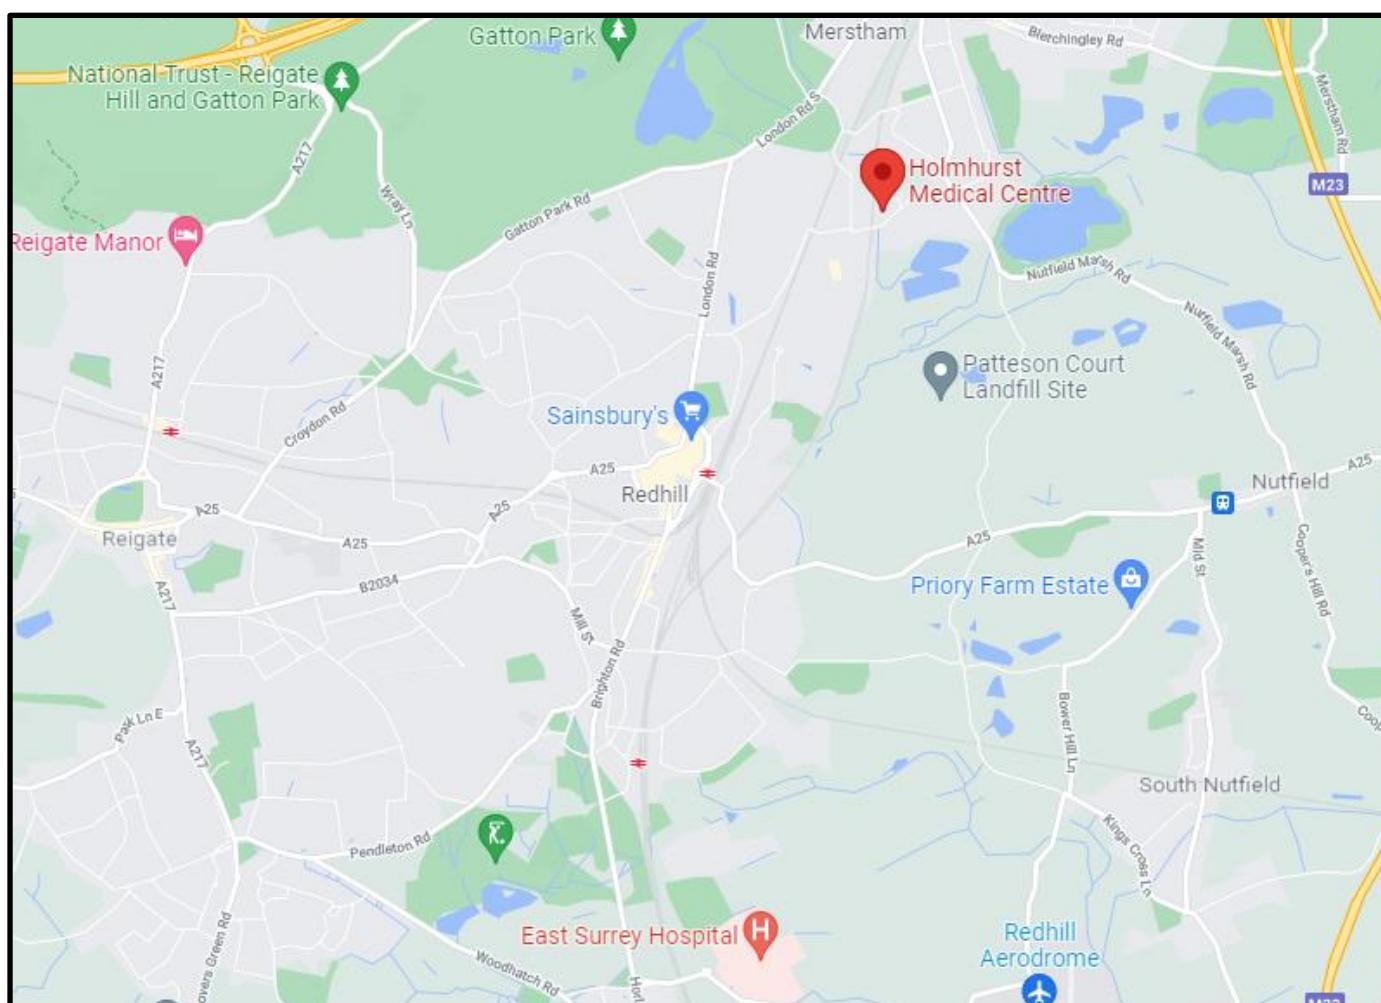 Gatton Park
Merstham
Bletchingley Rd
National Trust - Reigate
Hill and Gatton Park
Merstham Rd
London Rd S
A217
Holmhurst
Medical Centre
M23
Wray Ln
Gatton Park Rd
Reigate Manor
London Rd
Nutfield Marsh Rd
Nutfield Marsh Rd
A217
Patteson Court
Landfill Site
Sainsbury's
Croydon Rd
A25
A25
Redhill
Nutfield
A25
A25
Reigate
A25
A25
Mid St
Cooper's Hill Rd
B2034
A217
Priory Farm Estate
Mill St
Brighton Rd
Park Ln E
Bower Hill Ln
A217
South Nutfield
Pendleton Rd
Kings Cross Ln
East Surrey Hospital
H
Redhill
Aerodrome
Woodhatch Rd